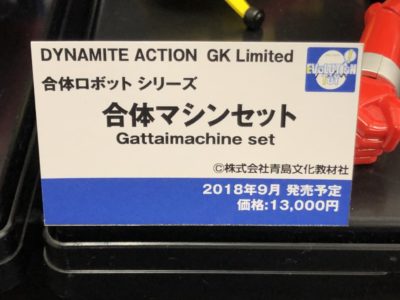 DYNAMITE ACTION GK Limited
合体ロボット シリーズ
合体マシンセット
Gattaimachine set
©株式会社青島文化教材社
2018年9月 発売予定
価格:13,000円
EVOLUTION
TOY